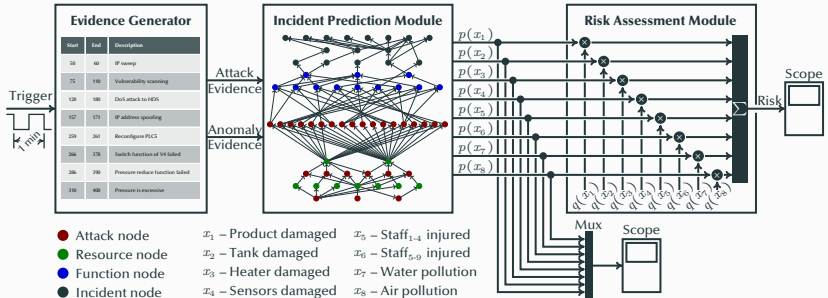 Evidence Generator
Incident Prediction Module
Risk Assessment Module
Start End Description
50 60 IP sweep
75 110 Vulnerability scanning
120 180 DoS attack to HDS
157 171 IP address spoofing
259 261 Reconfigure PLC5
266 378 Switch function of V4 failed
286 390 Pressure reduce function failed
310 400 Pressure is excessive
Trigger
1 min
Attack
Evidence
Anomaly
Evidence
p(x₁)
p(x₂)
p(x₃)
p(x₄)
p(x₅)
p(x₆)
p(x₇)
p(x₈)
q(x₁)
q(x₂)
q(x₃)
q(x₄)
q(x₅)
q(x₆)
q(x₇)
q(x₈)
Σ
Risk
Scope
Mux
Scope
Attack node
Resource node
Function node
Incident node
x₁ – Product damaged
x₂ – Tank damaged
x₃ – Heater damaged
x₄ – Sensors damaged
x₅ – Staff₁₋₄ injured
x₆ – Staff₅₋₉ injured
x₇ – Water pollution
x₈ – Air pollution